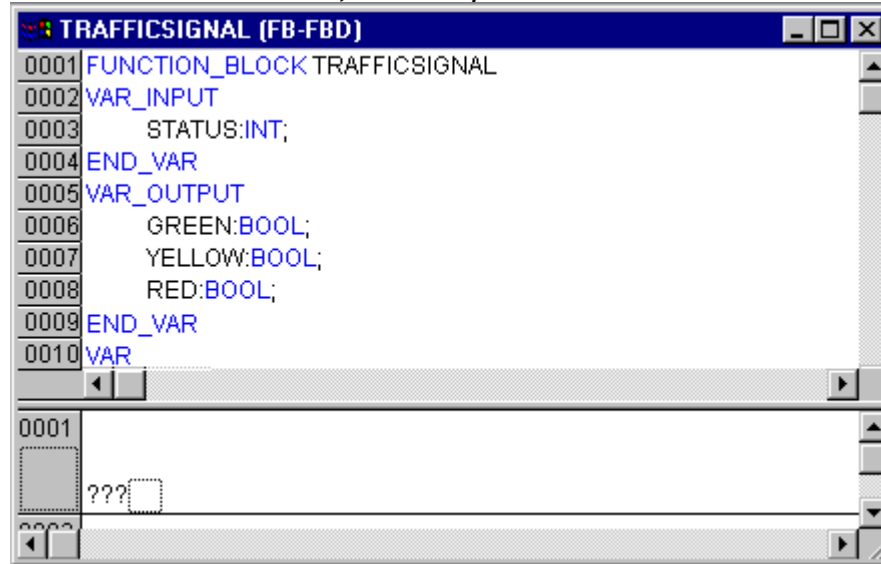 TRAFFICSIGNAL (FB-FBD)
0001 FUNCTION_BLOCK TRAFFICSIGNAL
0002 VAR_INPUT
0003 STATUS:INT;
0004 END_VAR
0005 VAR_OUTPUT
0006 GREEN:BOOL;
0007 YELLOW:BOOL;
0008 RED:BOOL;
0009 END_VAR
0010 VAR
0001
???